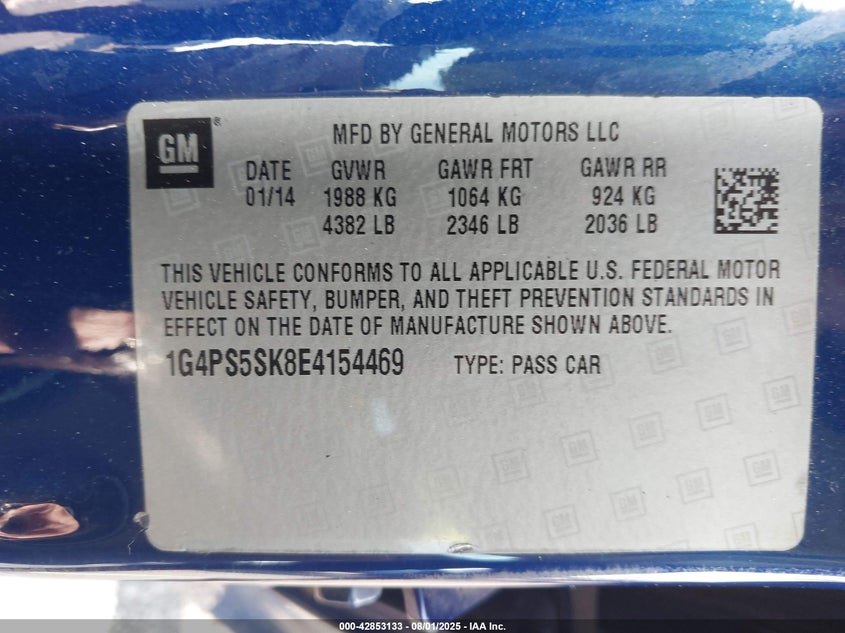 GM ®
MFD BY GENERAL MOTORS LLC
DATE GVWR GAWR FRT GAWR RR
01/14 1988 KG 1064 KG 924 KG
4382 LB 2346 LB 2036 LB
THIS VEHICLE CONFORMS TO ALL APPLICABLE U.S. FEDERAL MOTOR
VEHICLE SAFETY, BUMPER, AND THEFT PREVENTION STANDARDS IN
EFFECT ON THE DATE OF MANUFACTURE SHOWN ABOVE.
1G4PS5SK8E4154469 TYPE: PASS CAR
000-42853133 - 08/01/2025 - IAA Inc.